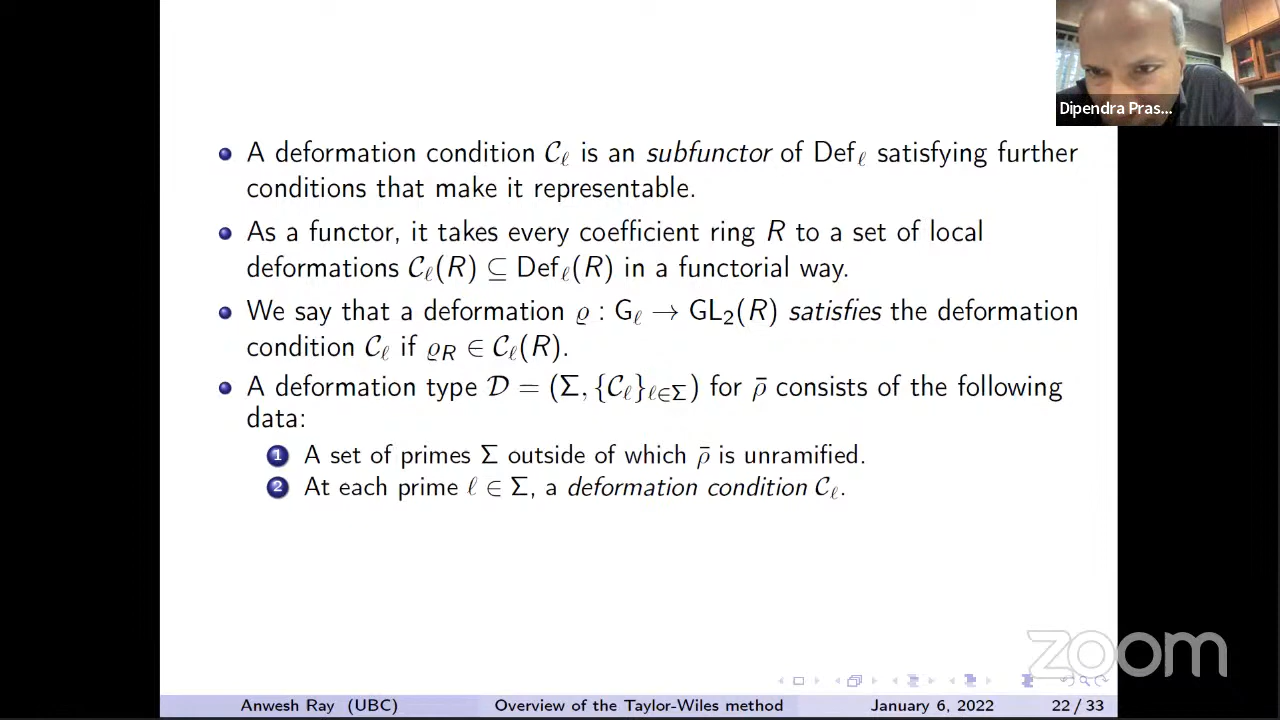 Dipendra Pras...
A deformation condition 𝒞_ℓ is an subfunctor of Def_ℓ satisfying further
conditions that make it representable.
As a functor, it takes every coefficient ring R to a set of local
deformations 𝒞_ℓ(R) ⊆ Def_ℓ(R) in a functorial way.
We say that a deformation ϱ : G_ℓ → GL₂(R) satisfies the deformation
condition 𝒞_ℓ if ϱ_R ∈ 𝒞_ℓ(R).
A deformation type 𝒟 = (Σ, {𝒞_ℓ}_{ℓ∈Σ}) for ρ̄ consists of the following
data:
1 A set of primes Σ outside of which ρ̄ is unramified.
2 At each prime ℓ ∈ Σ, a deformation condition 𝒞_ℓ.
zoom
Anwesh Ray (UBC) Overview of the Taylor-Wiles method January 6, 2022 22 / 33